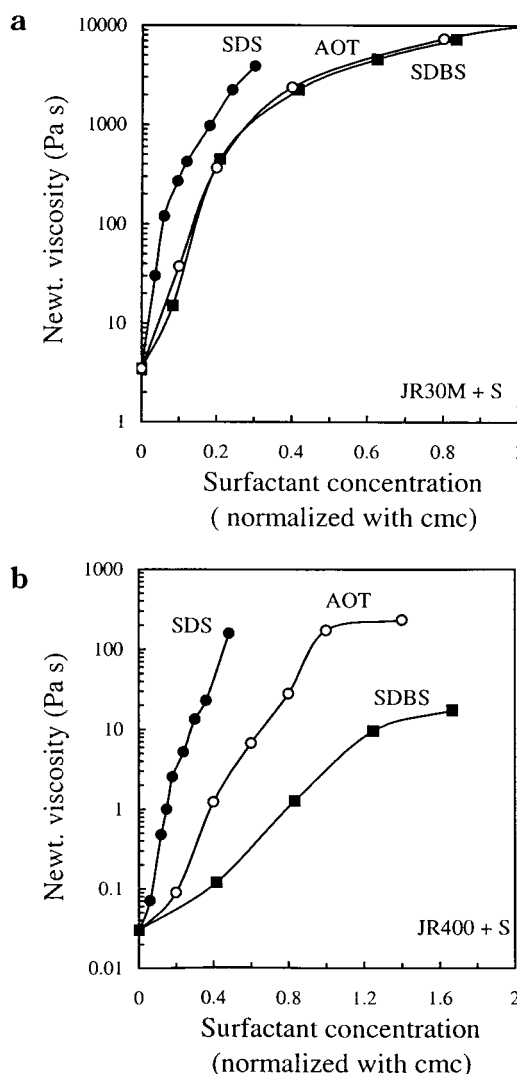 a
10000
1000
100
10
1
SDS
AOT
SDBS
JR30M + S
0
0.2
0.4
0.6
0.8
Newt. viscosity (Pa s)
Surfactant concentration
( normalized with cmc)
b
1000
100
10
1
0.1
0.01
SDS
AOT
SDBS
JR400 + S
0
0.4
0.8
1.2
1.6
2
Newt. viscosity (Pa s)
Surfactant concentration
(normalized with cmc)